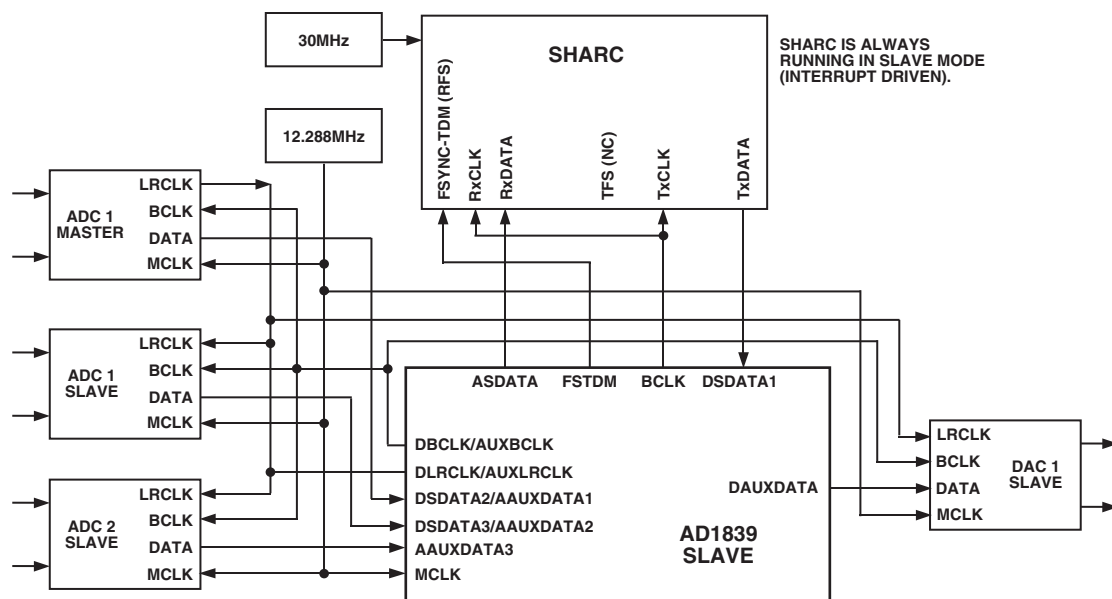 30MHz
12.288MHz
SHARC
SHARC IS ALWAYS
RUNNING IN SLAVE MODE
(INTERRUPT DRIVEN).
FSYNC-TDM (RFS)
RxCLK
RxDATA
TFS (NC)
TxCLK
TxDATA
ADC 1
MASTER
LRCLK
BCLK
DATA
MCLK
ADC 1
SLAVE
LRCLK
BCLK
DATA
MCLK
ADC 2
SLAVE
LRCLK
BCLK
DATA
MCLK
ASDATA
FSTDM
BCLK
DSDATA1
DBCLK/AUXBCLK
DLRCLK/AUXLRCLK
DSDATA2/AAUXDATA1
DSDATA3/AAUXDATA2
AAUXDATA3
MCLK
DAUXDATA
AD1839
SLAVE
LRCLK
BCLK
DATA
MCLK
DAC 1
SLAVE